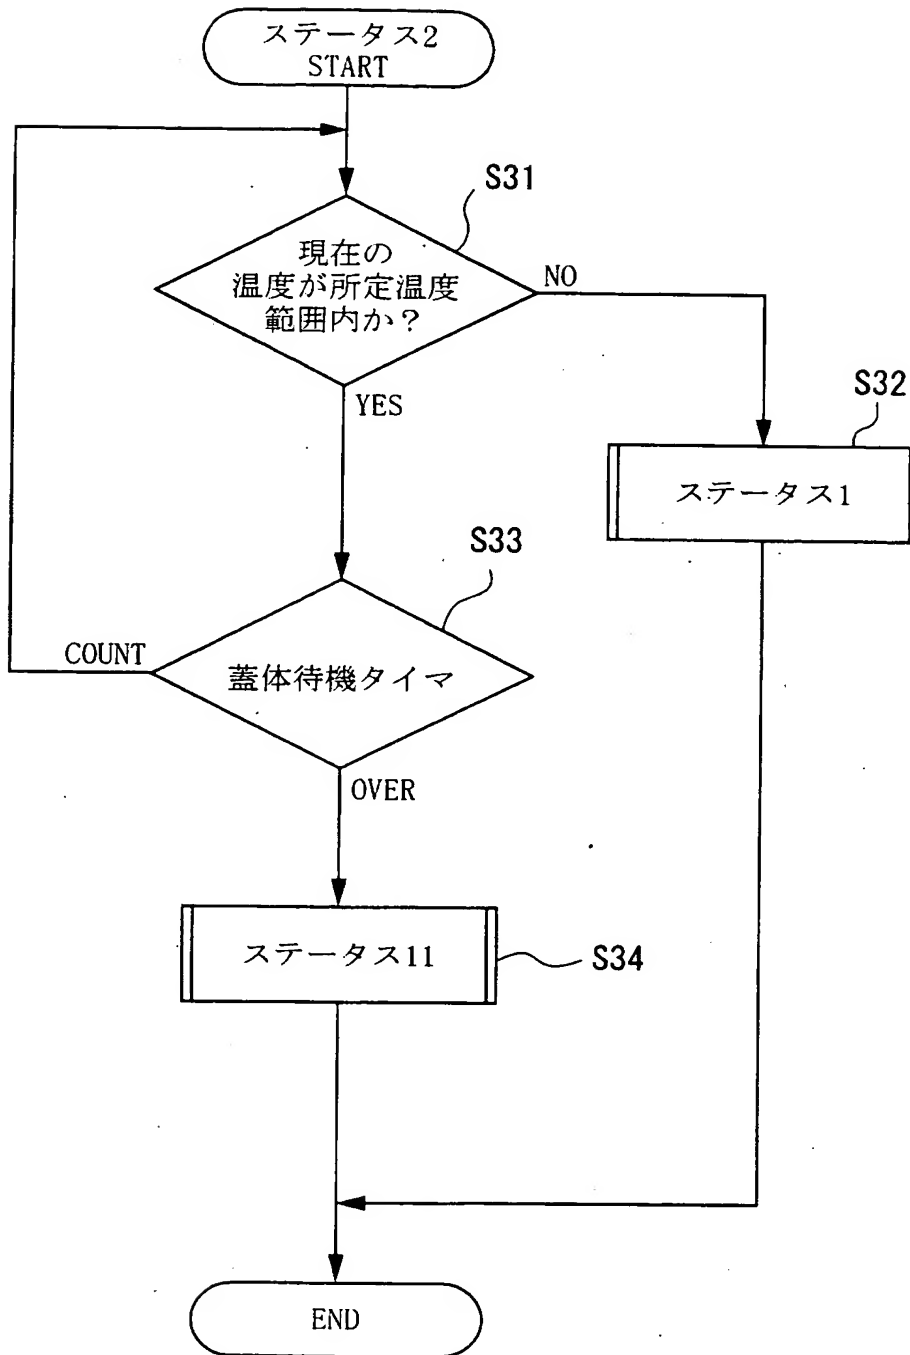 ステータス2
START
S31
現在の
温度が所定温度
範囲内か？
NO
YES
S32
ステータス1
S33
COUNT
蓋体待機タイマ
OVER
ステータス11
S34
END